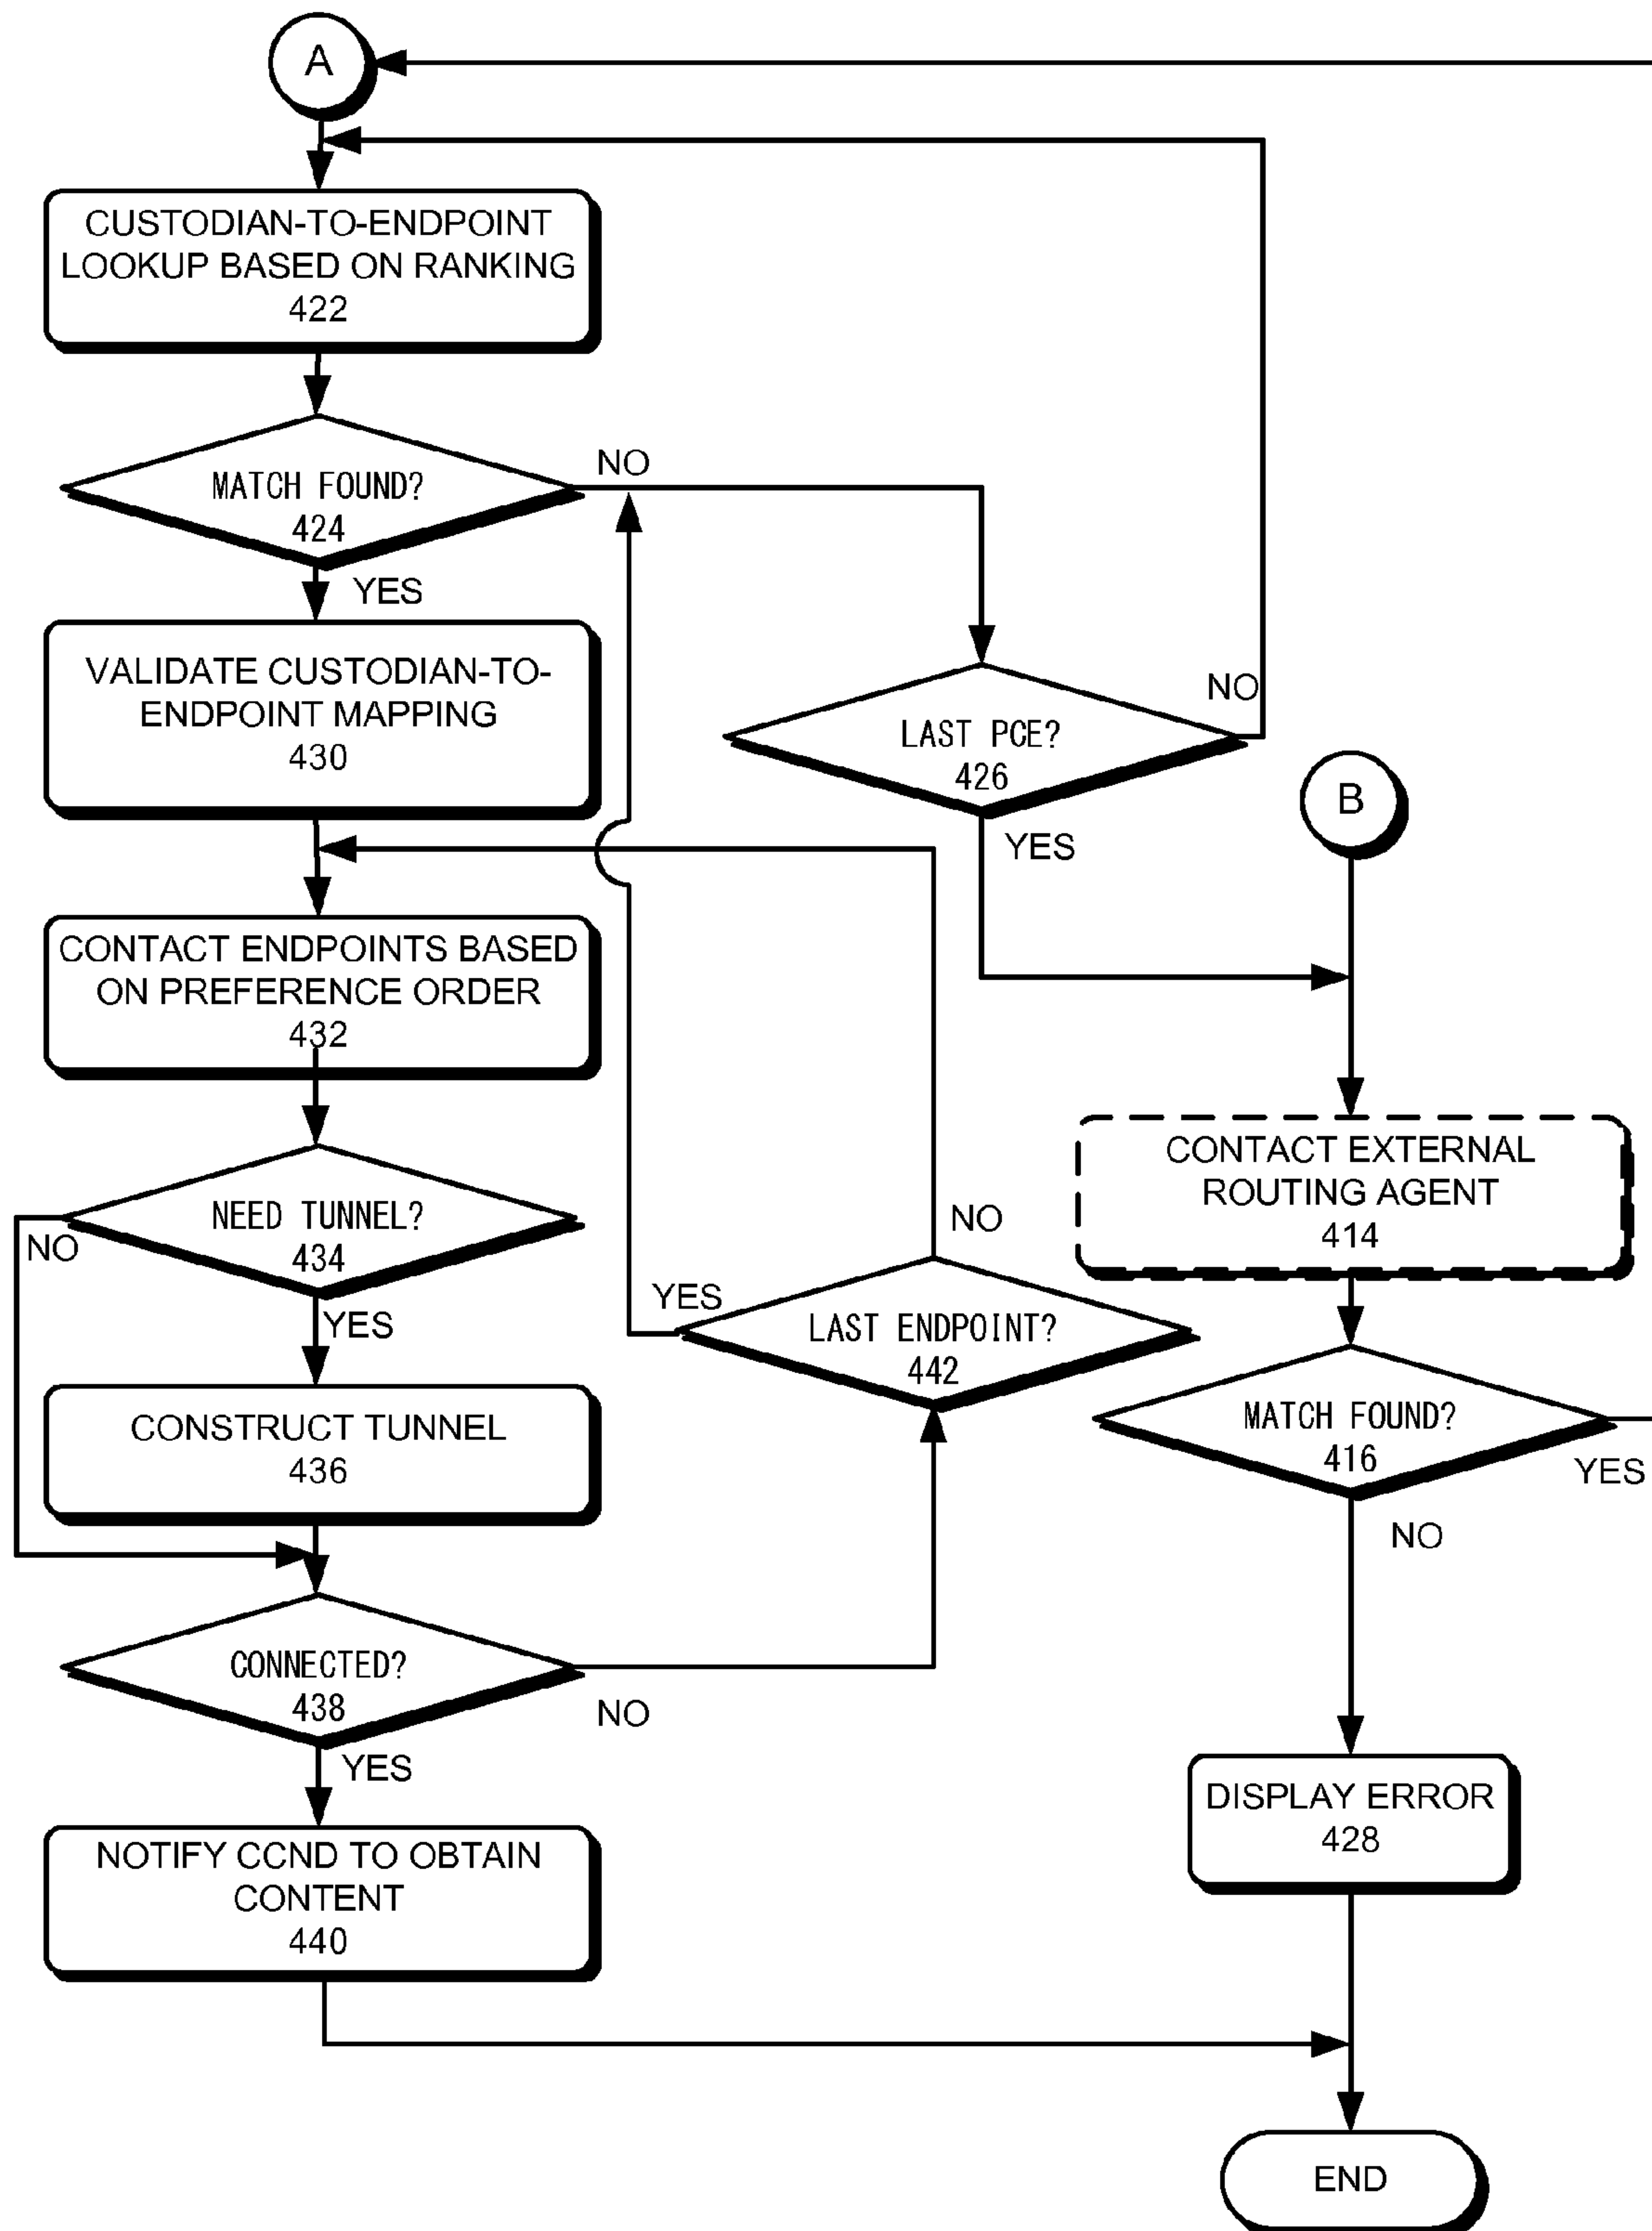 A
CUSTODIAN-TO-ENDPOINT
LOOKUP BASED ON RANKING
422
MATCH FOUND?
424
NO
YES
VALIDATE CUSTODIAN-TO-
ENDPOINT MAPPING
430
LAST PCE?
426
NO
YES
B
CONTACT ENDPOINTS BASED
ON PREFERENCE ORDER
432
NEED TUNNEL?
434
NO
YES
CONSTRUCT TUNNEL
436
LAST ENDPOINT?
442
NO
YES
CONTACT EXTERNAL
ROUTING AGENT
414
MATCH FOUND?
416
YES
NO
CONNECTED?
438
NO
YES
NOTIFY CCND TO OBTAIN
CONTENT
440
DISPLAY ERROR
428
END